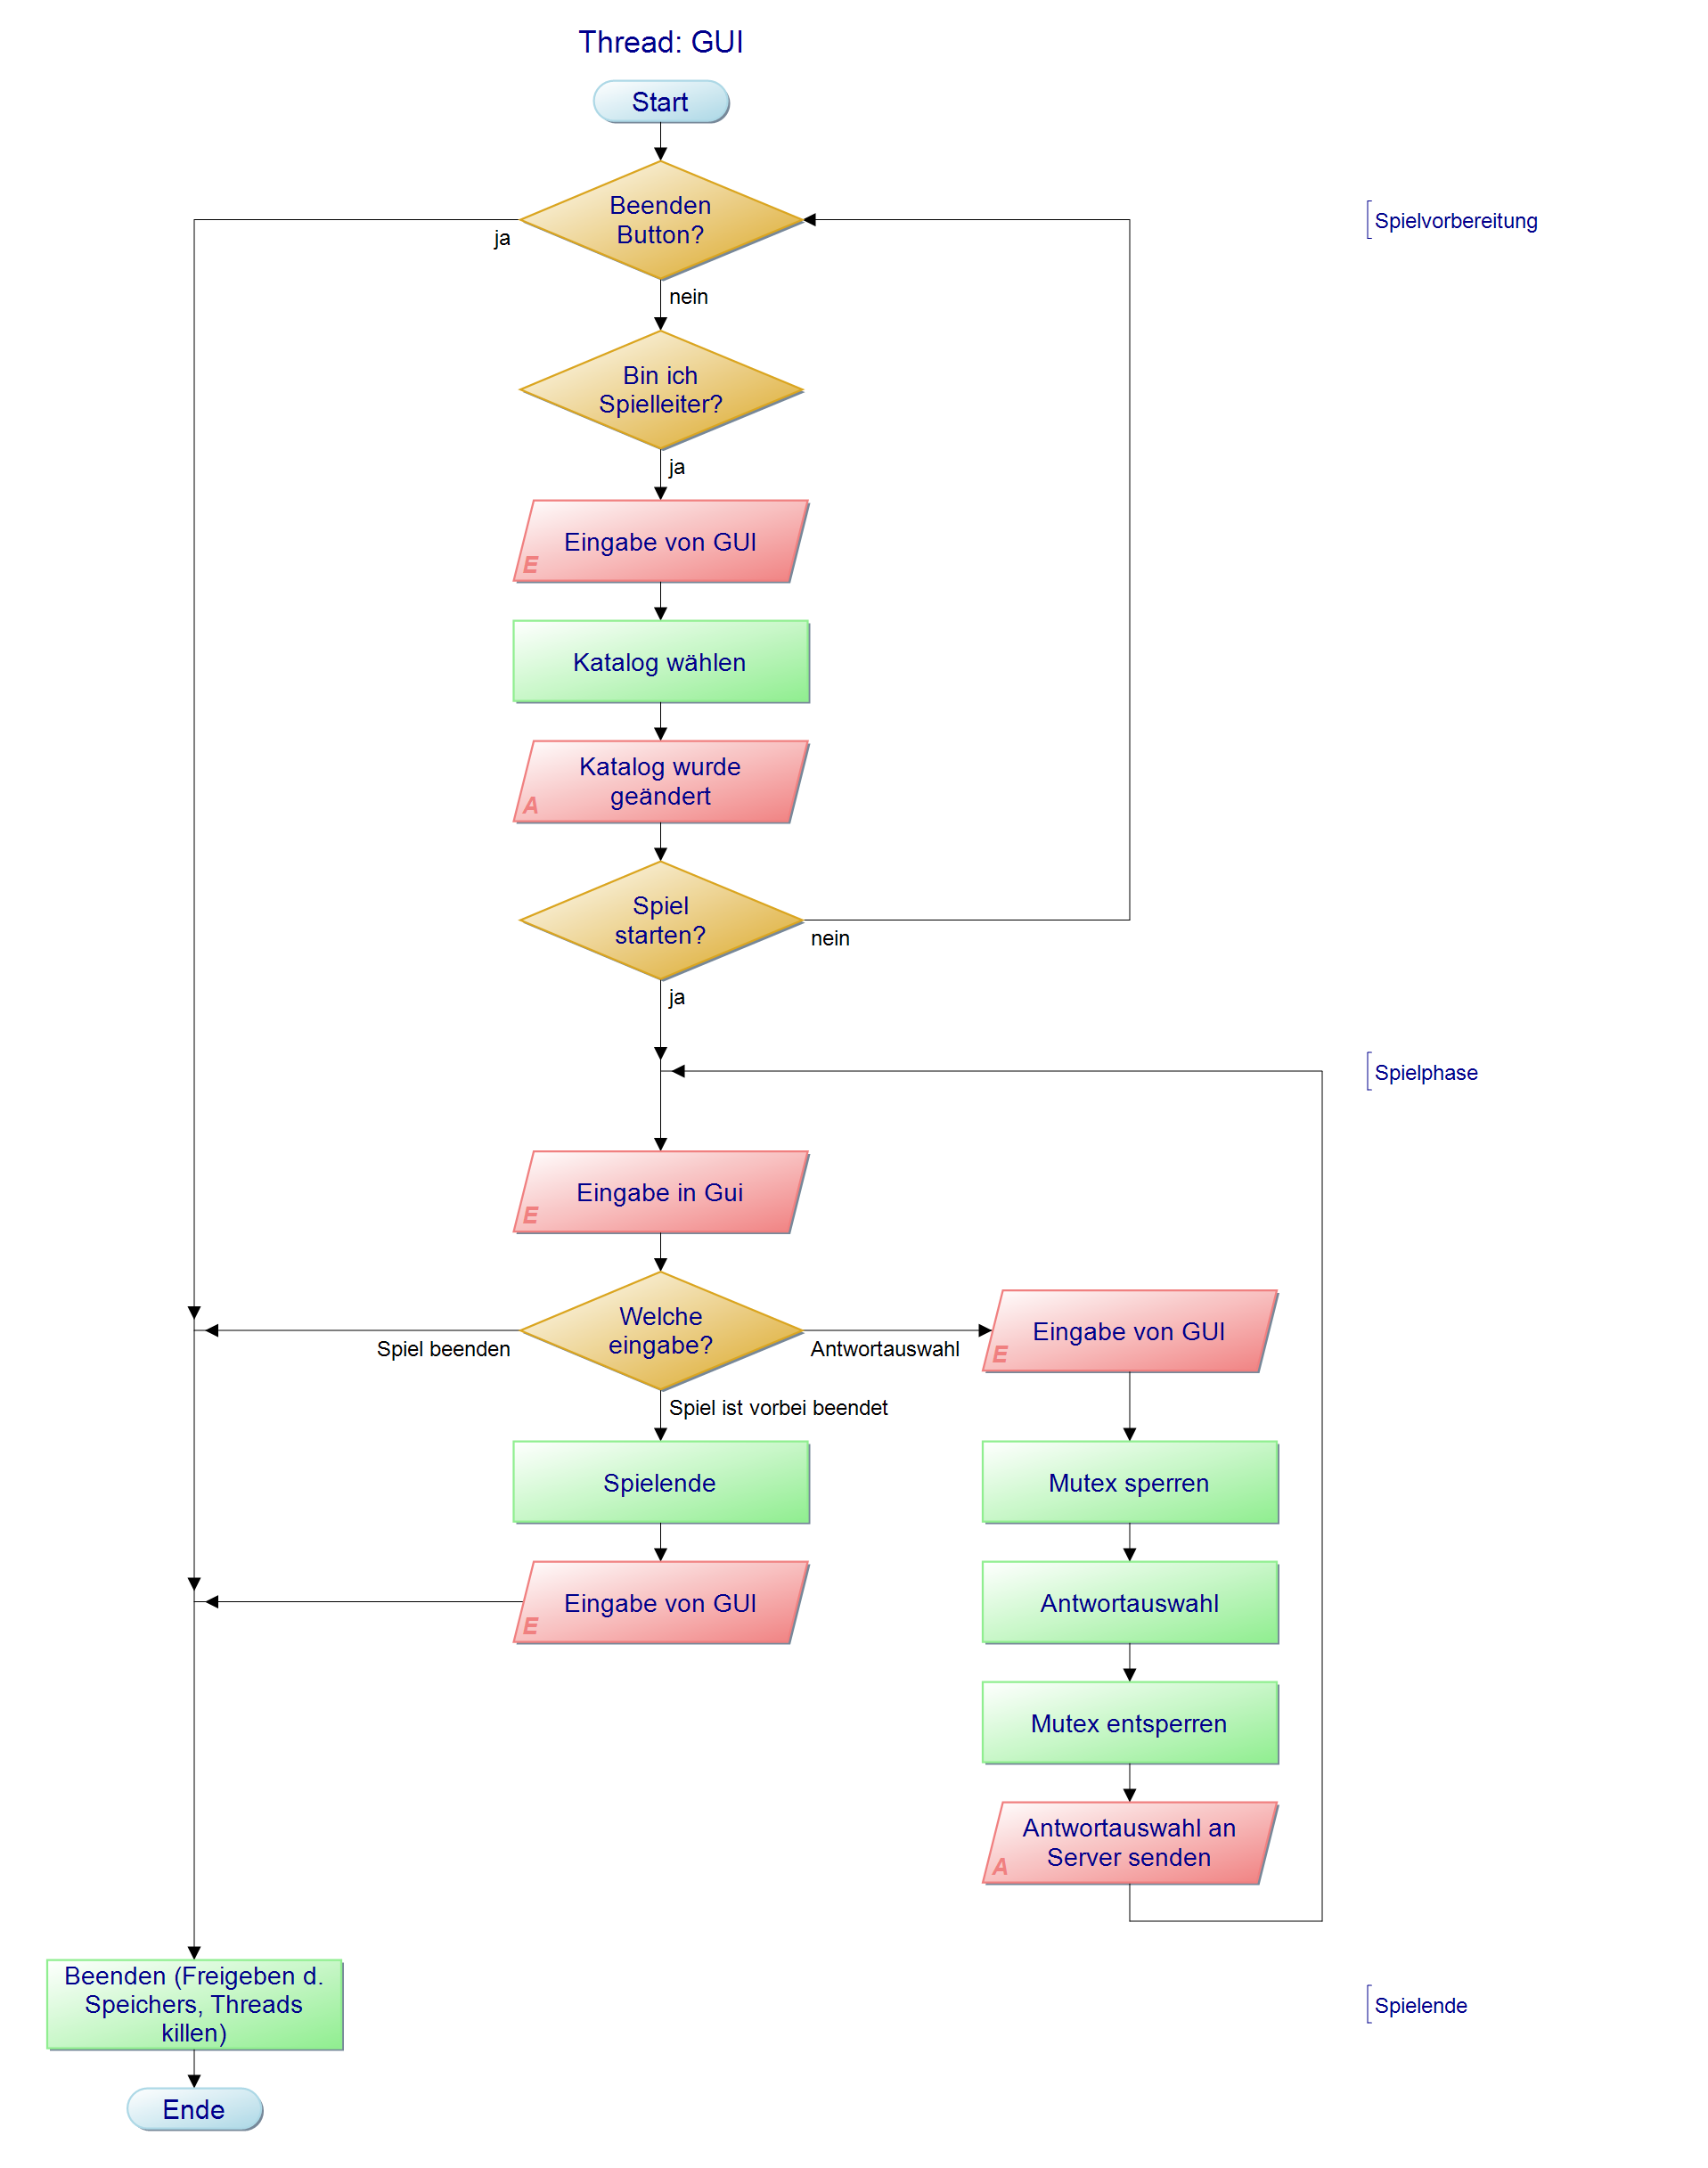 Thread: GUI
Start
Beenden
Button?
ja
nein
Spielvorbereitung
Bin ich
Spielleiter?
ja
Eingabe von GUI
E
Katalog wählen
Katalog wurde
geändert
A
Spiel
starten?
nein
ja
Spielphase
Eingabe in Gui
E
Welche
eingabe?
Spiel beenden
Antwortauswahl
Spiel ist vorbei beendet
Eingabe von GUI
E
Spielende
Mutex sperren
Eingabe von GUI
E
Antwortauswahl
Mutex entsperren
Antwortauswahl an
Server senden
A
Beenden (Freigeben d.
Speichers, Threads
killen)
Spielende
Ende